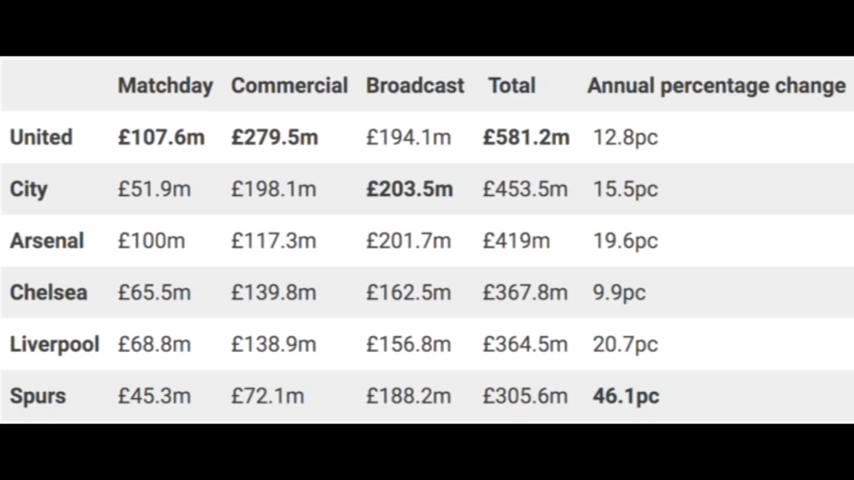 Matchday Commercial Broadcast Total Annual percentage change
United £107.6m £279.5m £194.1m £581.2m 12.8pc
City £51.9m £198.1m £203.5m £453.5m 15.5pc
Arsenal £100m £117.3m £201.7m £419m 19.6pc
Chelsea £65.5m £139.8m £162.5m £367.8m 9.9pc
Liverpool £68.8m £138.9m £156.8m £364.5m 20.7pc
Spurs £45.3m £72.1m £188.2m £305.6m 46.1pc